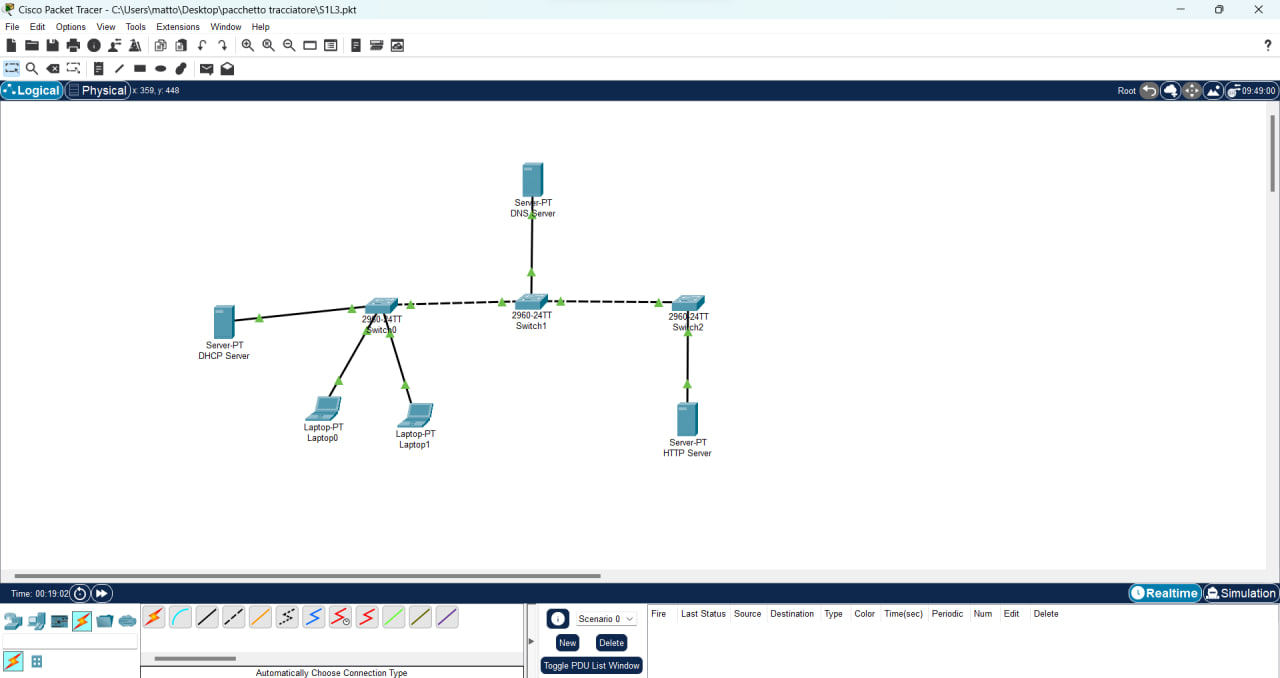 Cisco Packet Tracer - C:\Users\matto\Desktop\pacchetto tracciatore\S1L3.pkt
File Edit Options View Tools Extensions Window Help
?
Logical Physical x: 359, y: 448 Root 09:49:00
Server-PT
DNS Server
2960-24TT
Switch0
2960-24TT
Switch1
2960-24TT
Switch2
Server-PT
DHCP Server
Laptop-PT
Laptop0
Laptop-PT
Laptop1
Server-PT
HTTP Server
Time: 00:19:02 Realtime Simulation
Scenario 0
New Delete
Toggle PDU List Window
Fire Last Status Source Destination Type Color Time(sec) Periodic Num Edit Delete
Automatically Choose Connection Type